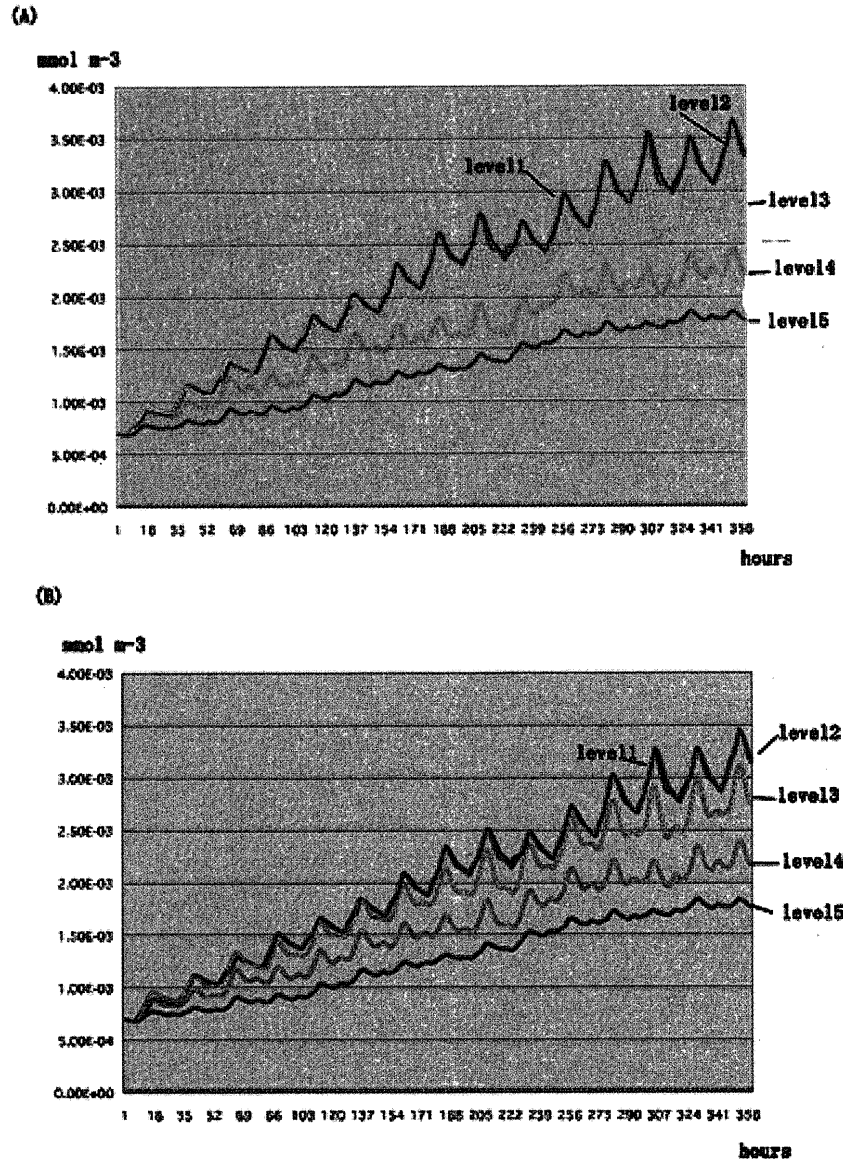 (A)
mmol m-3
4.00E-03
3.50E-03
3.00E-03
2.50E-03
2.00E-03
1.50E-03
1.00E-03
5.00E-04
0.00E+00
level2
level1
level3
level4
level5
1 18 35 52 69 86 103 120 137 154 171 188 205 222 239 256 273 290 307 324 341 358
hours
(B)
mmol m-3
4.00E-03
3.50E-03
3.00E-03
2.50E-03
2.00E-03
1.50E-03
1.00E-03
5.00E-04
0.00E+00
level2
level1
level3
level4
level5
1 18 35 52 69 86 103 120 137 154 171 188 205 222 239 256 273 290 307 324 341 358
hours